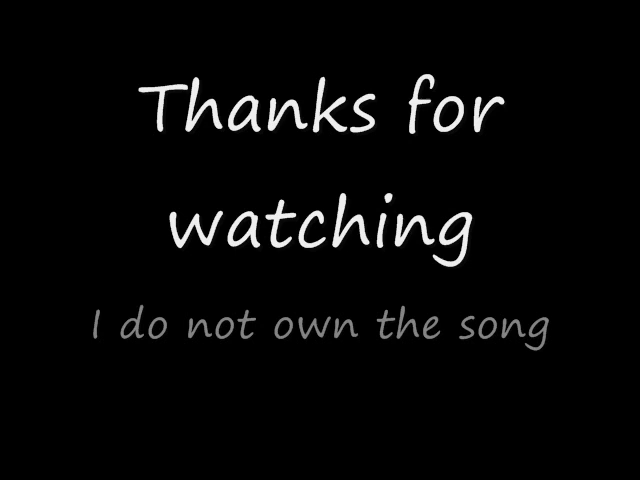 Thanks for
watching
I do not own the song